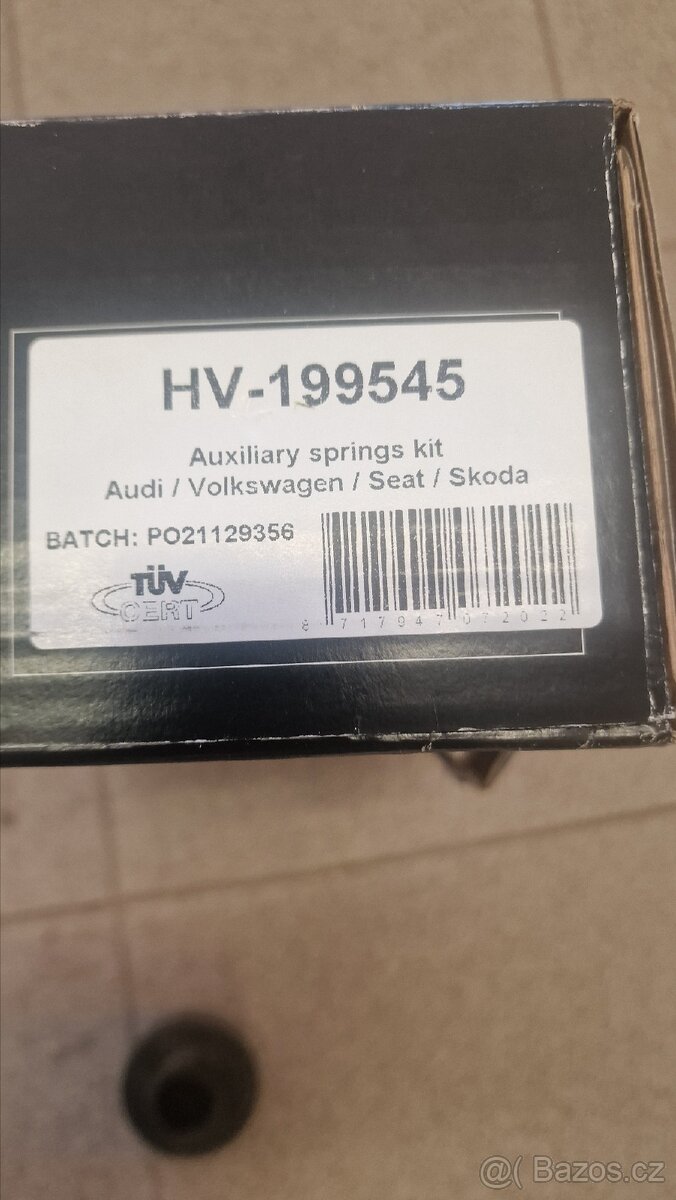 HV-199545
Auxiliary springs kit
Audi / Volkswagen / Seat / Skoda
BATCH: PO21129356
TÜV
CERT
8 717947 072022
@( Bazos.cz